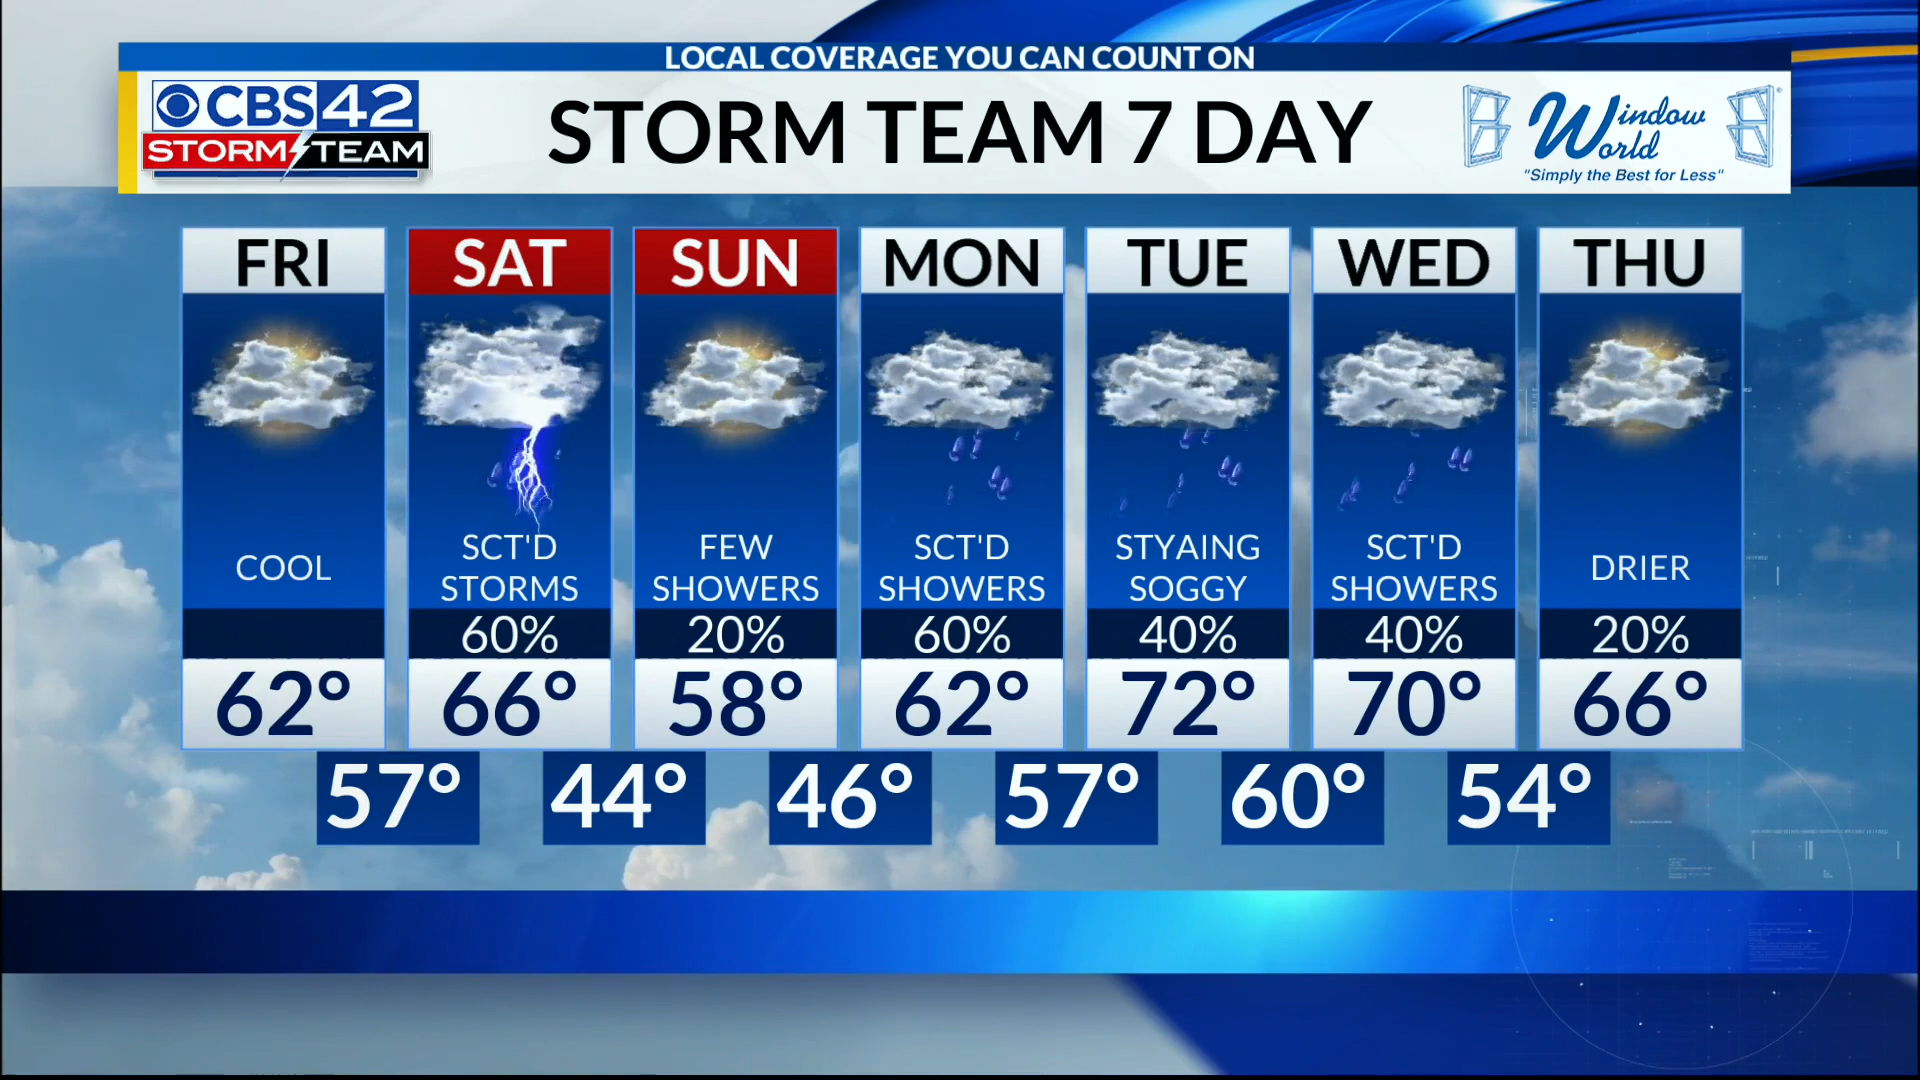 LOCAL COVERAGE YOU CAN COUNT ON
CBS 42
STORM TEAM
STORM TEAM 7 DAY
Window
World
"Simply the Best for Less"
FRI SAT SUN MON TUE WED THU
COOL
SCT'D
STORMS
FEW
SHOWERS
SCT'D
SHOWERS
STYAING
SOGGY
SCT'D
SHOWERS
DRIER
60% 20% 60% 40% 40% 20%
62° 66° 58° 62° 72° 70° 66°
57° 44° 46° 57° 60° 54°